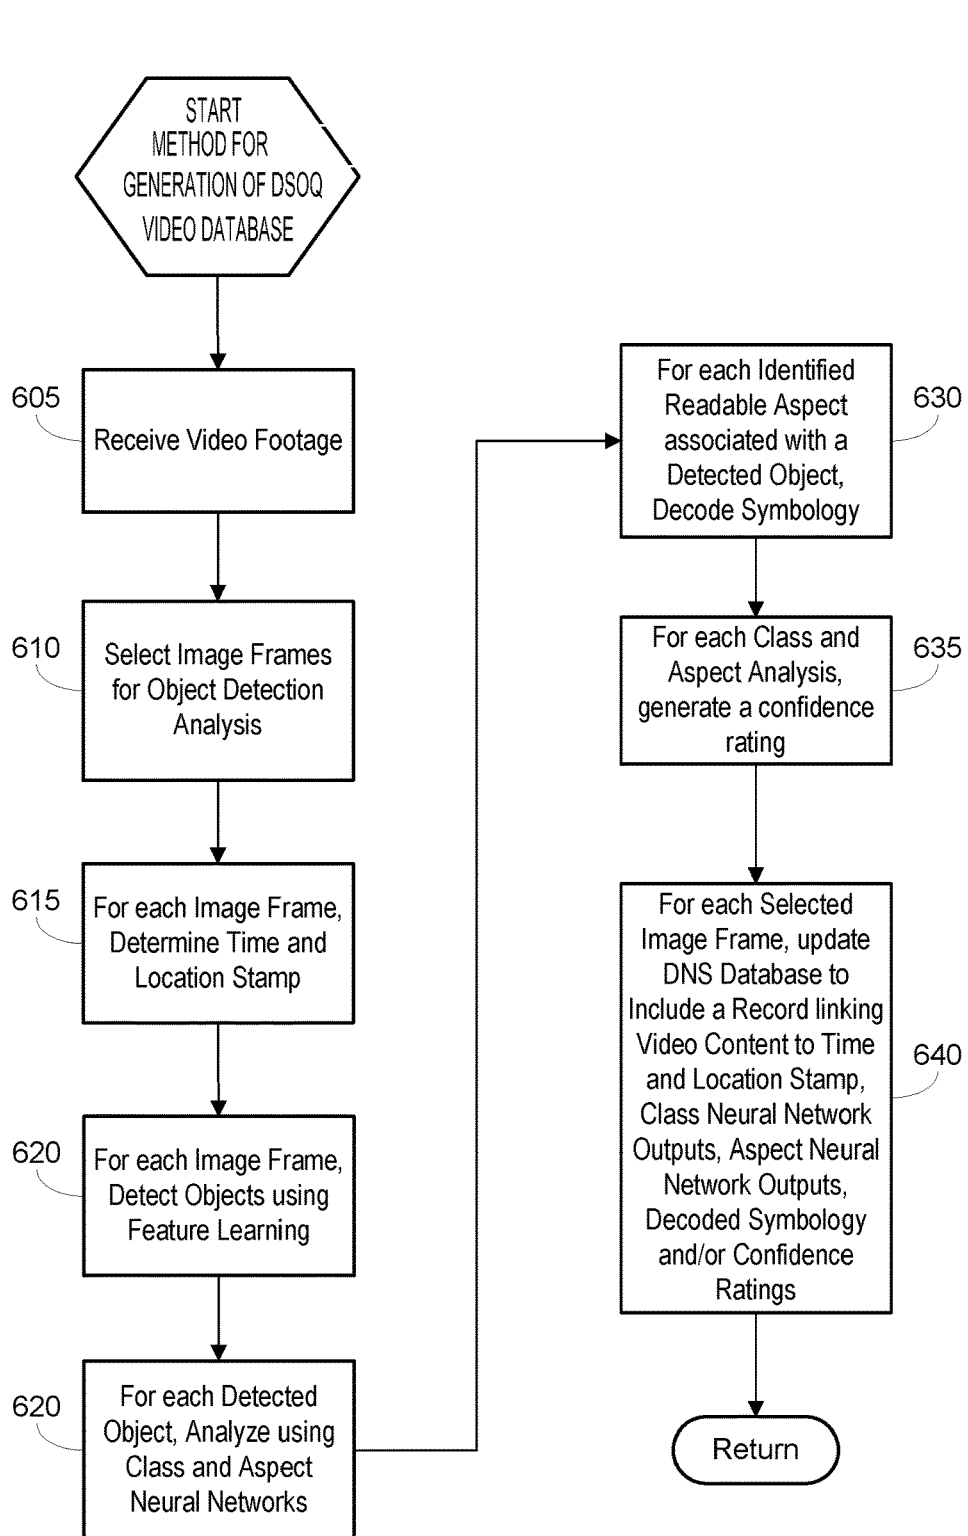 START
METHOD FOR
GENERATION OF DSOQ
VIDEO DATABASE
605
Receive Video Footage
610
Select Image Frames
for Object Detection
Analysis
615
For each Image Frame,
Determine Time and
Location Stamp
620
For each Image Frame,
Detect Objects using
Feature Learning
620
For each Detected
Object, Analyze using
Class and Aspect
Neural Networks
For each Identified
Readable Aspect
associated with a
Detected Object,
Decode Symbology
630
For each Class and
Aspect Analysis,
generate a confidence
rating
635
For each Selected
Image Frame, update
DNS Database to
Include a Record linking
Video Content to Time
and Location Stamp,
Class Neural Network
Outputs, Aspect Neural
Network Outputs,
Decoded Symbology
and/or Confidence
Ratings
640
Return